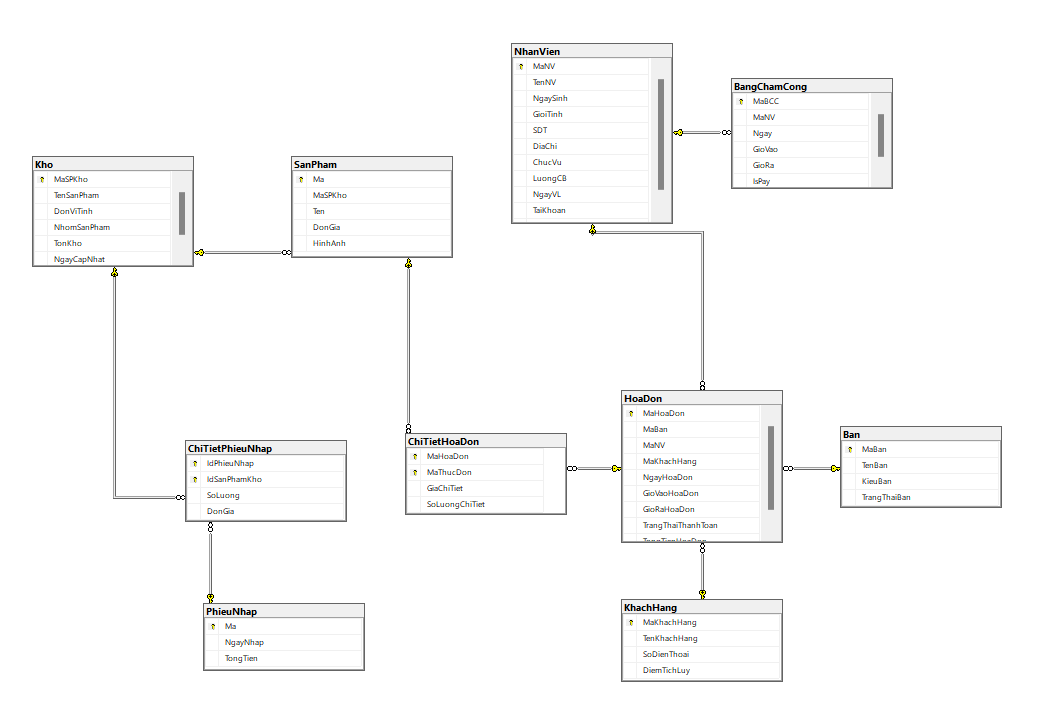 NhanVien
MaNV
TenNV
NgaySinh
GioiTinh
SDT
DiaChi
ChucVu
LuongCB
NgayVL
TaiKhoan
BangChamCong
MaBCC
MaNV
Ngay
GioVao
GioRa
IsPay
Kho
MaSPKho
TenSanPham
DonViTinh
NhomSanPham
TonKho
NgayCapNhat
SanPham
Ma
MaSPKho
Ten
DonGia
HinhAnh
HoaDon
MaHoaDon
MaBan
MaNV
MaKhachHang
NgayHoaDon
GioVaoHoaDon
GioRaHoaDon
TrangThaiThanhToan
TongTienHoaDon
Ban
MaBan
TenBan
KieuBan
TrangThaiBan
ChiTietPhieuNhap
IdPhieuNhap
IdSanPhamKho
SoLuong
DonGia
ChiTietHoaDon
MaHoaDon
MaThucDon
GiaChiTiet
SoLuongChiTiet
PhieuNhap
Ma
NgayNhap
TongTien
KhachHang
MaKhachHang
TenKhachHang
SoDienThoai
DiemTichLuy